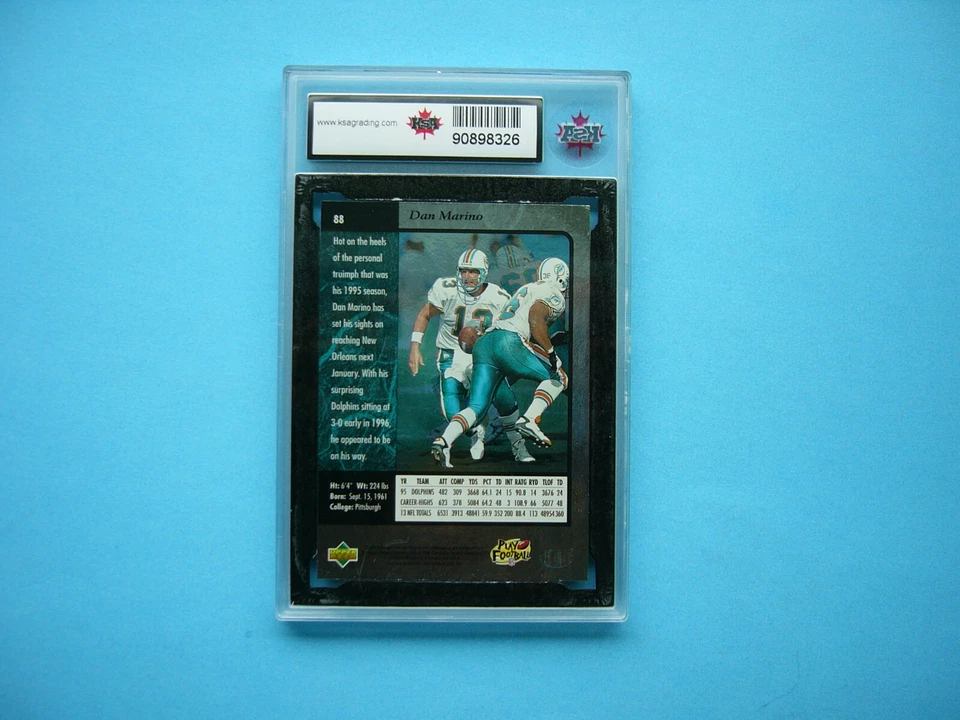 www.ksagrading.com
KSA
90898326
KSA
88
Dan Marino
Hot on the heels
of the personal
truimph that was
his 1995 season,
Dan Marino has
set his sights on
reaching New
Orleans next
January. With his
surprising
Dolphins sitting at
3-0 early in 1996,
he appeared to be
on his way.
13
Ht: 6'4" Wt: 224 lbs
Born: Sept. 15, 1961
College: Pittsburgh
YR TEAM ATT COMP YDS PCT TD INT RATG RYD TLOF TD
95 DOLPHINS 482 309 3668 64.1 24 15 90.8 14 3676 24
CAREER-HIGHS 623 378 5084 64.2 48 3 108.9 66 5077 48
13 NFL TOTALS 6531 3913 48841 59.9 352 200 88.4 113 48954 360
UPPER
DECK
PLAY
FOOTBALL